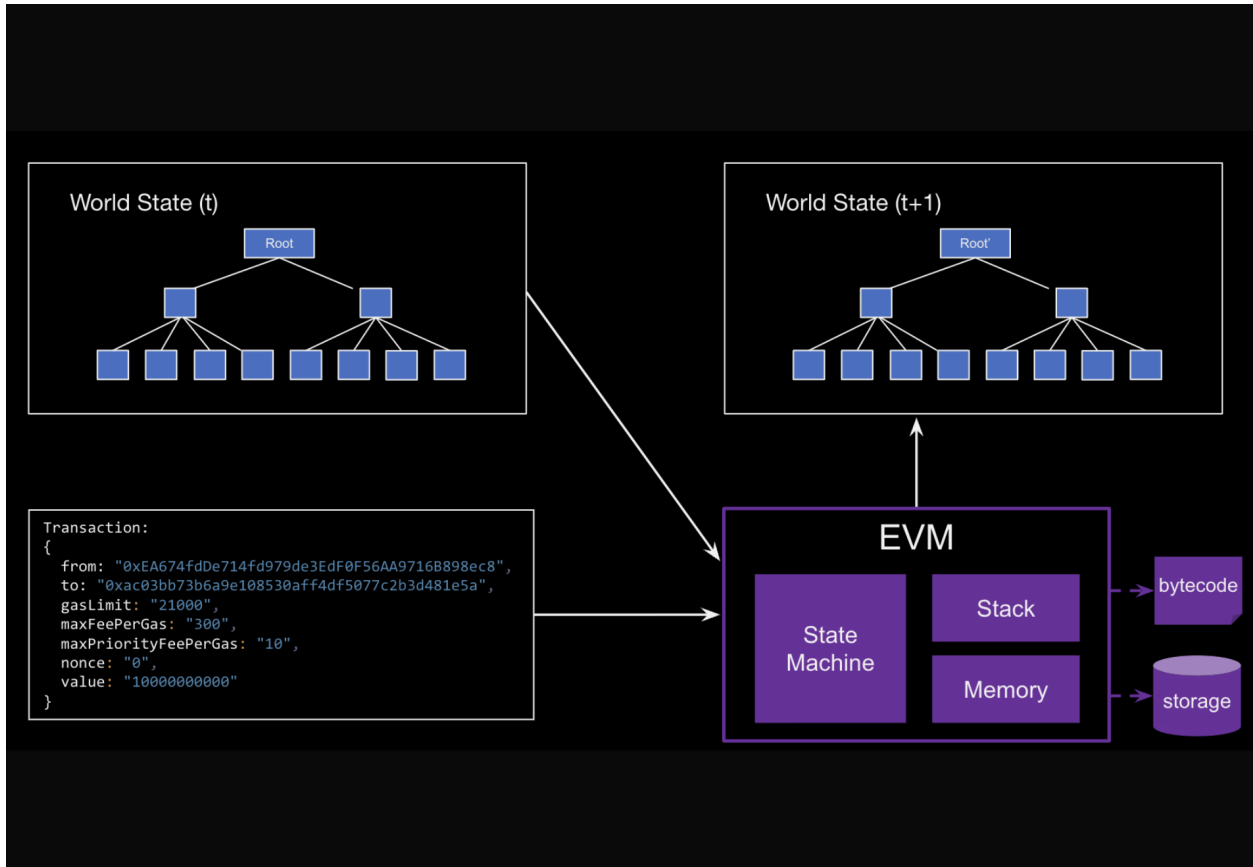 World State (t)
Root
World State (t+1)
Root'
Transaction:
{
from: "0xEA674fdDe714fd979de3EdF0F56AA9716B898ec8",
to: "0xac03bb73b6a9e108530aff4df5077c2b3d481e5a",
gasLimit: "21000",
maxFeePerGas: "300",
maxPriorityFeePerGas: "10",
nonce: "0",
value: "10000000000"
}
EVM
State
Machine
Stack
Memory
bytecode
storage